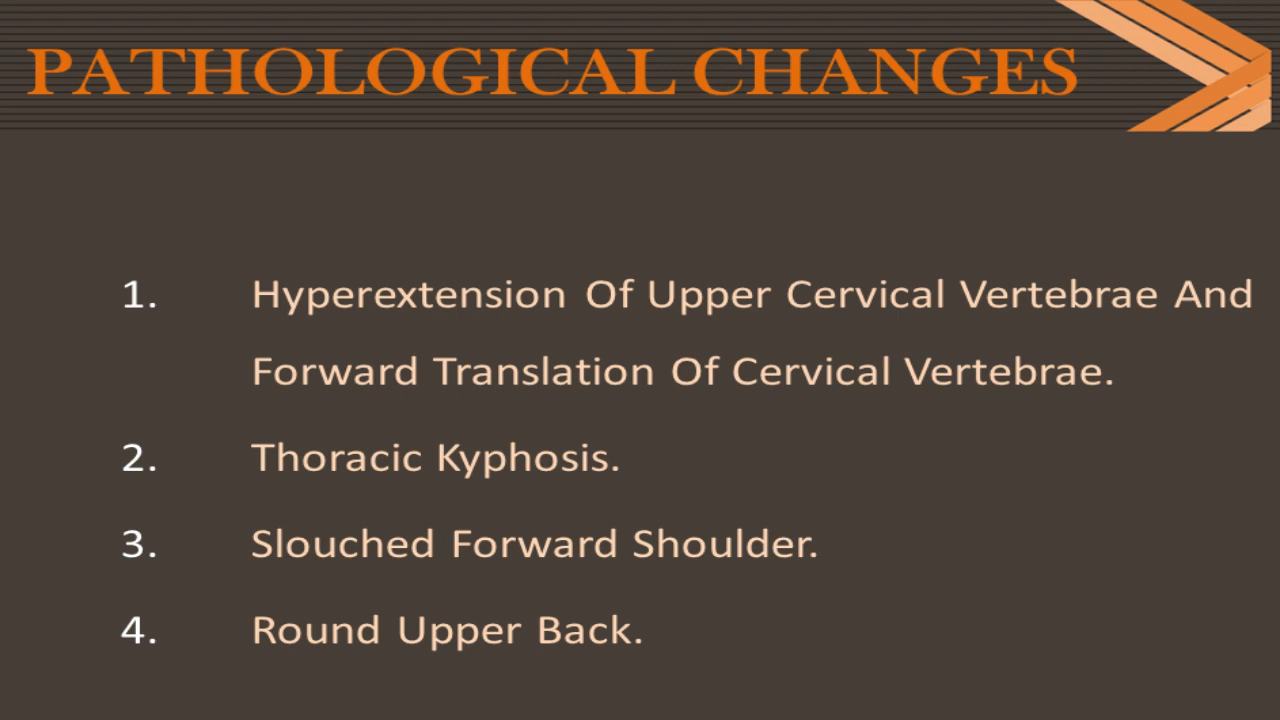 PATHOLOGICAL CHANGES
1. Hyperextension Of Upper Cervical Vertebrae And
Forward Translation Of Cervical Vertebrae.
2. Thoracic Kyphosis.
3. Slouched Forward Shoulder.
4. Round Upper Back.